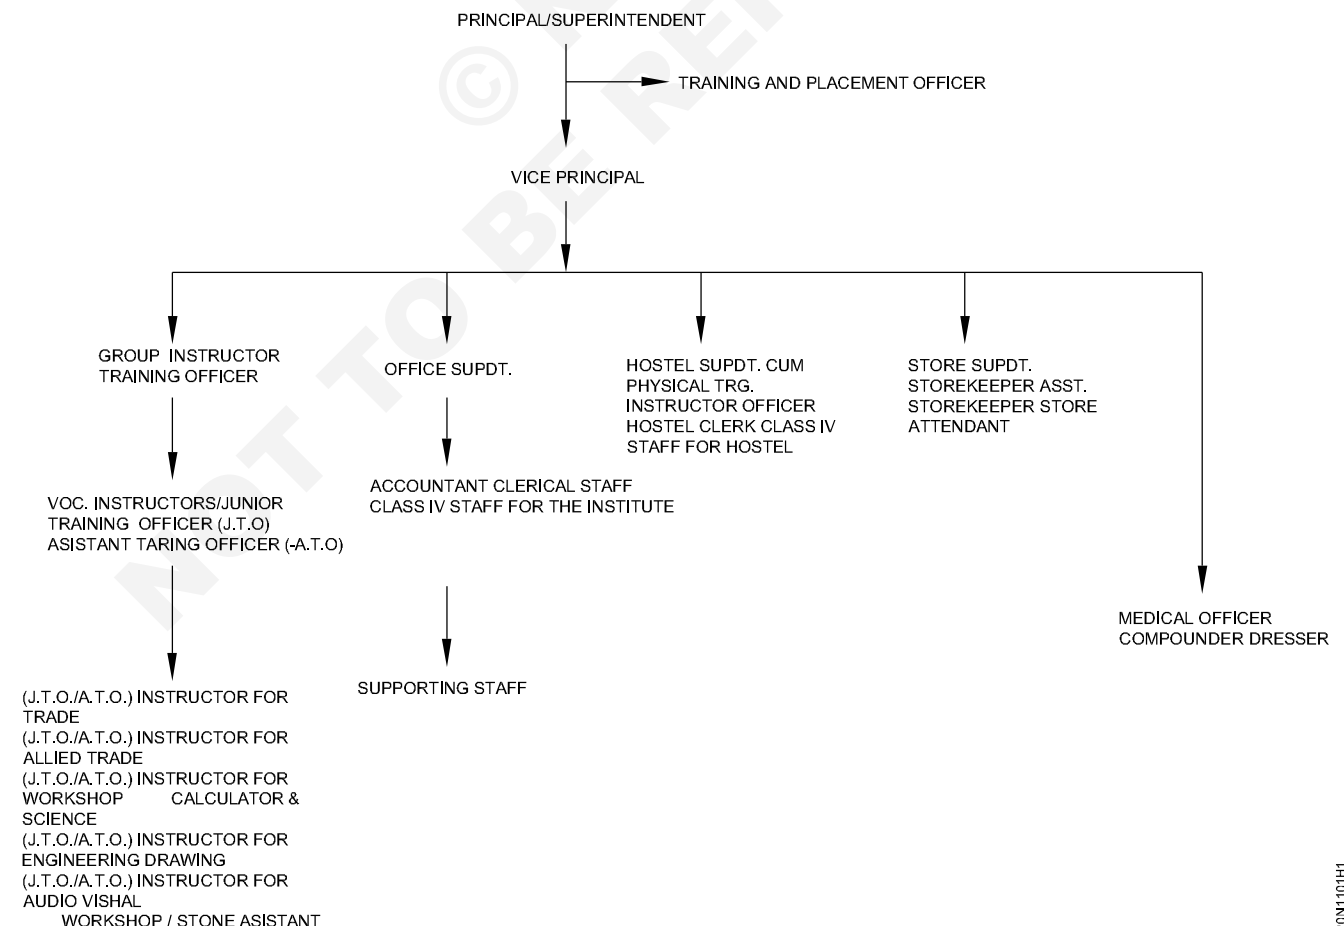 PRINCIPAL/SUPERINTENDENT
TRAINING AND PLACEMENT OFFICER
VICE PRINCIPAL
GROUP INSTRUCTOR
TRAINING OFFICER
OFFICE SUPDT.
HOSTEL SUPDT. CUM
PHYSICAL TRG.
INSTRUCTOR OFFICER
HOSTEL CLERK CLASS IV
STAFF FOR HOSTEL
STORE SUPDT.
STOREKEEPER ASST.
STOREKEEPER STORE
ATTENDANT
VOC. INSTRUCTORS/JUNIOR
TRAINING OFFICER (J.T.O)
ASISTANT TARING OFFICER (-A.T.O)
ACCOUNTANT CLERICAL STAFF
CLASS IV STAFF FOR THE INSTITUTE
MEDICAL OFFICER
COMPOUNDER DRESSER
SUPPORTING STAFF
(J.T.O./A.T.O.) INSTRUCTOR FOR
TRADE
(J.T.O./A.T.O.) INSTRUCTOR FOR
ALLIED TRADE
(J.T.O./A.T.O.) INSTRUCTOR FOR
WORKSHOP CALCULATOR &
SCIENCE
(J.T.O./A.T.O.) INSTRUCTOR FOR
ENGINEERING DRAWING
(J.T.O./A.T.O.) INSTRUCTOR FOR
AUDIO VISHAL
WORKSHOP / STONE ASISTANT
NOT TO BE
©